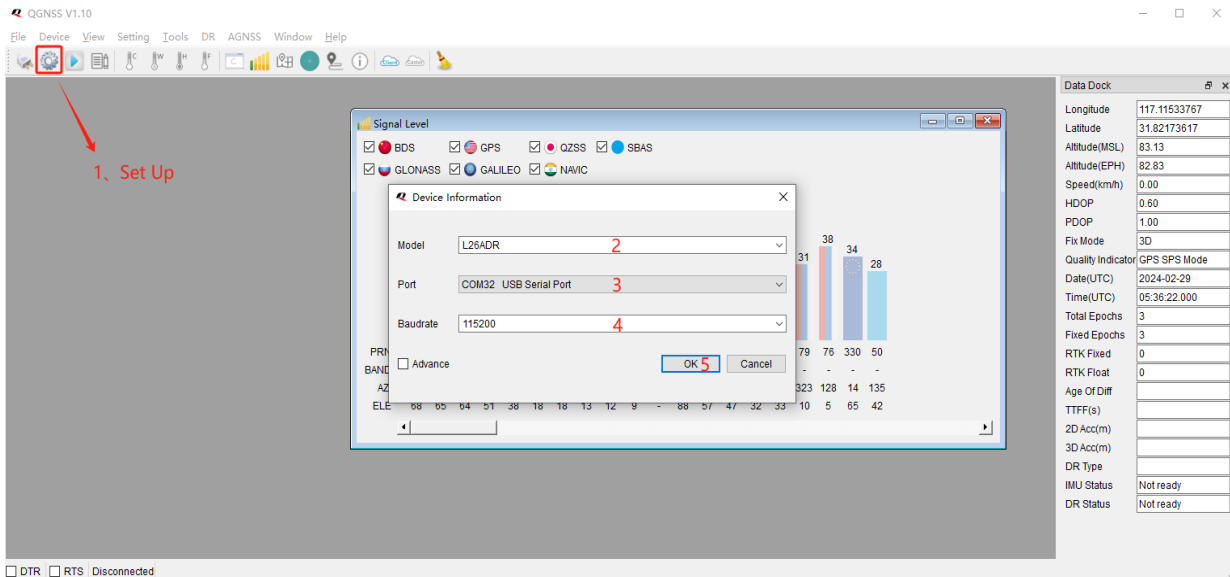 QGNSS V1.10
File Device View Setting Tools DR AGNSS Window Help
1、Set Up
Signal Level
BDS GPS QZSS SBAS
GLONASS GALILEO NAVIC
Device Information
Model L26ADR 2
Port COM32 USB Serial Port 3
Baudrate 115200 4
Advance OK 5 Cancel
31 38 34 28
PRN 79 76 330 50
BAND - - - -
AZ 323 128 14 135
ELE 68 65 64 51 38 18 18 13 12 9 - 88 57 47 32 33 10 5 65 42
Data Dock
Longitude 117.11533767
Latitude 31.82173617
Altitude(MSL) 83.13
Altitude(EPH) 82.83
Speed(km/h) 0.00
HDOP 0.60
PDOP 1.00
Fix Mode 3D
Quality Indicator GPS SPS Mode
Date(UTC) 2024-02-29
Time(UTC) 05:36:22.000
Total Epochs 3
Fixed Epochs 3
RTK Fixed 0
RTK Float 0
Age Of Diff
TTFF(s)
2D Acc(m)
3D Acc(m)
DR Type
IMU Status Not ready
DR Status Not ready
DTR RTS Disconnected